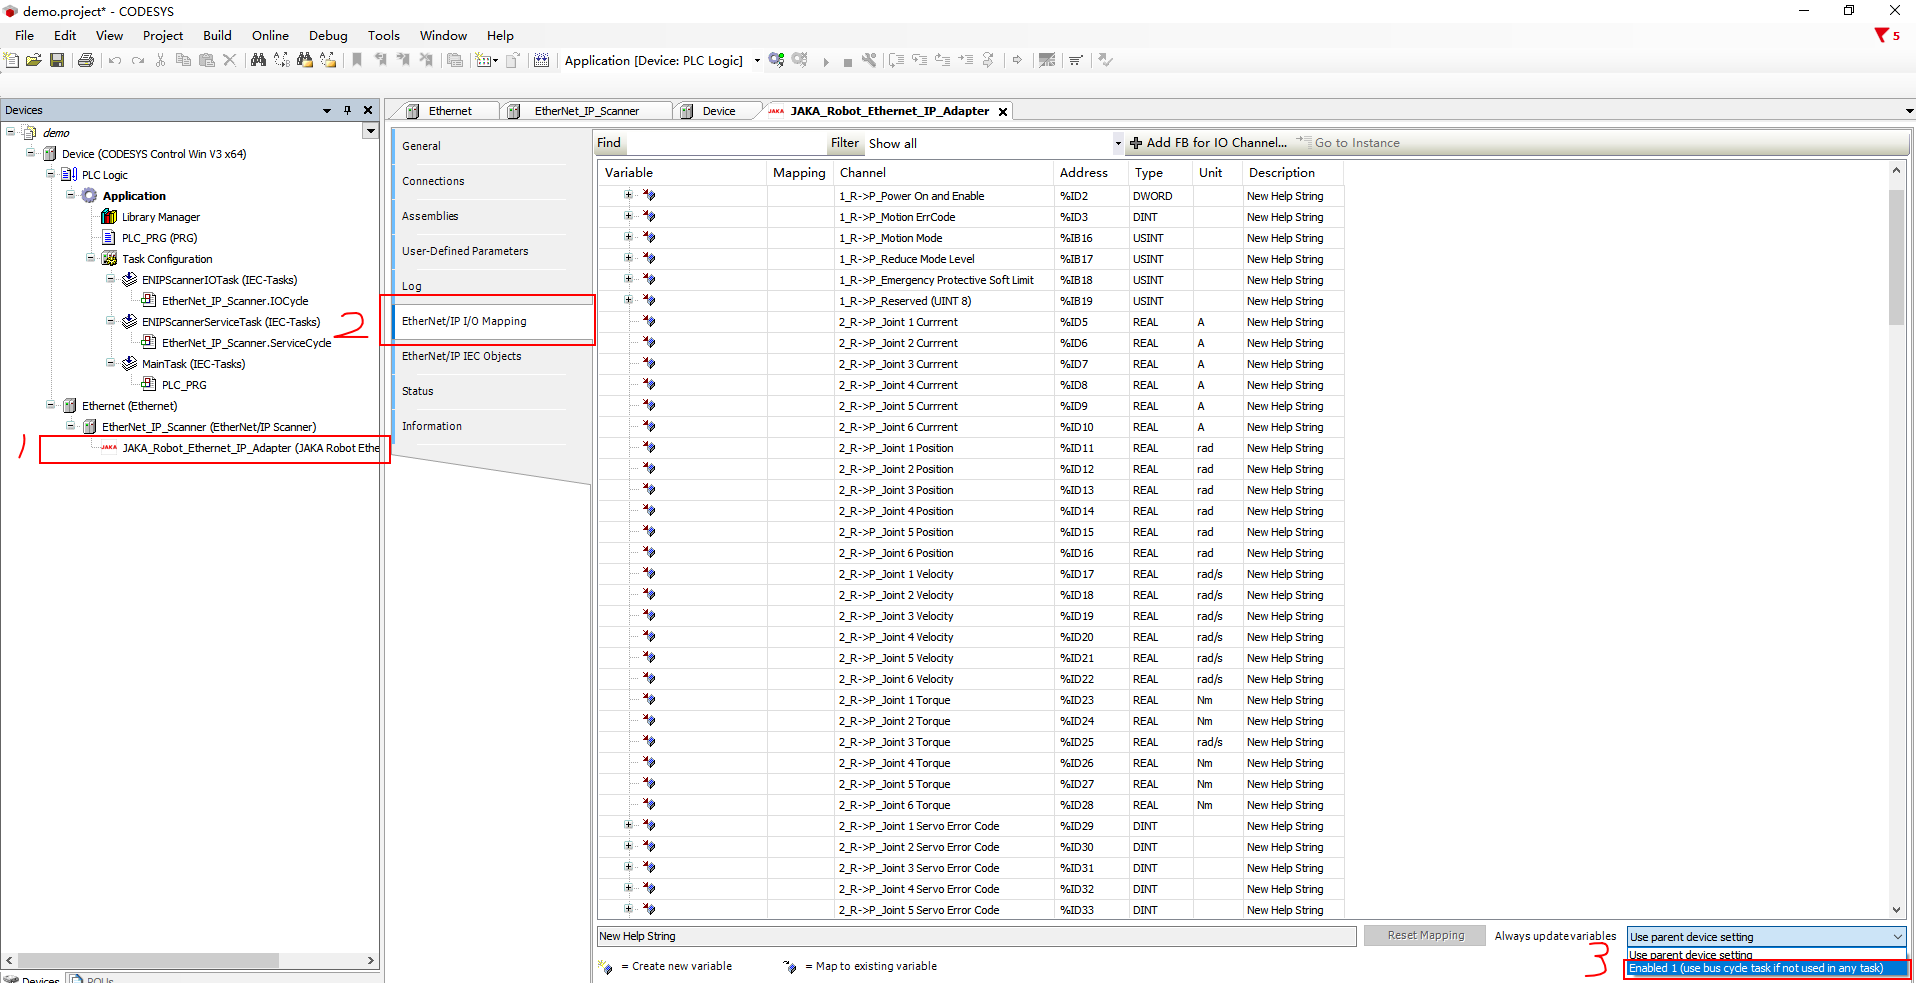 demo.project* - CODESYS
File Edit View Project Build Online Debug Tools Window Help
5
Application [Device: PLC Logic]
Devices
demo
Device (CODESYS Control Win V3 x64)
PLC Logic
Application
Library Manager
PLC_PRG (PRG)
Task Configuration
ENIPScannerIOTask (IEC-Tasks)
EtherNet_IP_Scanner.IOCycle
ENIPScannerServiceTask (IEC-Tasks)
EtherNet_IP_Scanner.ServiceCycle
MainTask (IEC-Tasks)
PLC_PRG
Ethernet (Ethernet)
EtherNet_IP_Scanner (EtherNet/IP Scanner)
1
JAKA JAKA_Robot_Ethernet_IP_Adapter (JAKA Robot Ethe
Devices POUs
Ethernet EtherNet_IP_Scanner Device JAKA JAKA_Robot_Ethernet_IP_Adapter
General
Connections
Assemblies
User-Defined Parameters
Log
2
EtherNet/IP I/O Mapping
EtherNet/IP IEC Objects
Status
Information
Find Filter Show all Add FB for IO Channel... Go to Instance
Variable Mapping Channel Address Type Unit Description
1_R->P_Power On and Enable %ID2 DWORD New Help String
1_R->P_Motion ErrCode %ID3 DINT New Help String
1_R->P_Motion Mode %IB16 USINT New Help String
1_R->P_Reduce Mode Level %IB17 USINT New Help String
1_R->P_Emergency Protective Soft Limit %IB18 USINT New Help String
1_R->P_Reserved (UINT 8) %IB19 USINT New Help String
2_R->P_Joint 1 Currrent %ID5 REAL A New Help String
2_R->P_Joint 2 Currrent %ID6 REAL A New Help String
2_R->P_Joint 3 Currrent %ID7 REAL A New Help String
2_R->P_Joint 4 Currrent %ID8 REAL A New Help String
2_R->P_Joint 5 Currrent %ID9 REAL A New Help String
2_R->P_Joint 6 Currrent %ID10 REAL A New Help String
2_R->P_Joint 1 Position %ID11 REAL rad New Help String
2_R->P_Joint 2 Position %ID12 REAL rad New Help String
2_R->P_Joint 3 Position %ID13 REAL rad New Help String
2_R->P_Joint 4 Position %ID14 REAL rad New Help String
2_R->P_Joint 5 Position %ID15 REAL rad New Help String
2_R->P_Joint 6 Position %ID16 REAL rad New Help String
2_R->P_Joint 1 Velocity %ID17 REAL rad/s New Help String
2_R->P_Joint 2 Velocity %ID18 REAL rad/s New Help String
2_R->P_Joint 3 Velocity %ID19 REAL rad/s New Help String
2_R->P_Joint 4 Velocity %ID20 REAL rad/s New Help String
2_R->P_Joint 5 Velocity %ID21 REAL rad/s New Help String
2_R->P_Joint 6 Velocity %ID22 REAL rad/s New Help String
2_R->P_Joint 1 Torque %ID23 REAL Nm New Help String
2_R->P_Joint 2 Torque %ID24 REAL Nm New Help String
2_R->P_Joint 3 Torque %ID25 REAL rad/s New Help String
2_R->P_Joint 4 Torque %ID26 REAL Nm New Help String
2_R->P_Joint 5 Torque %ID27 REAL Nm New Help String
2_R->P_Joint 6 Torque %ID28 REAL Nm New Help String
2_R->P_Joint 1 Servo Error Code %ID29 DINT New Help String
2_R->P_Joint 2 Servo Error Code %ID30 DINT New Help String
2_R->P_Joint 3 Servo Error Code %ID31 DINT New Help String
2_R->P_Joint 4 Servo Error Code %ID32 DINT New Help String
2_R->P_Joint 5 Servo Error Code %ID33 DINT New Help String
New Help String Reset Mapping Always update variables Use parent device setting
Use parent device setting
3
= Create new variable = Map to existing variable Enabled 1 (use bus cycle task if not used in any task)